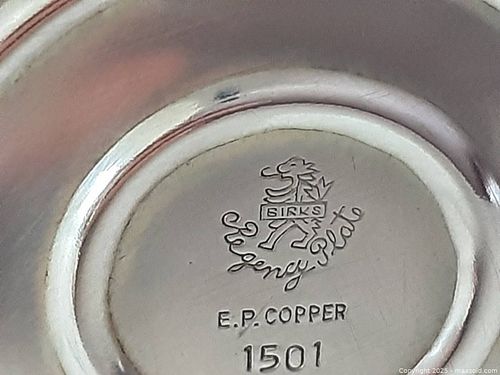 BIRKS
Regency Plate
E.P. COPPER
1501
Copyright 2025 - maxsold.com